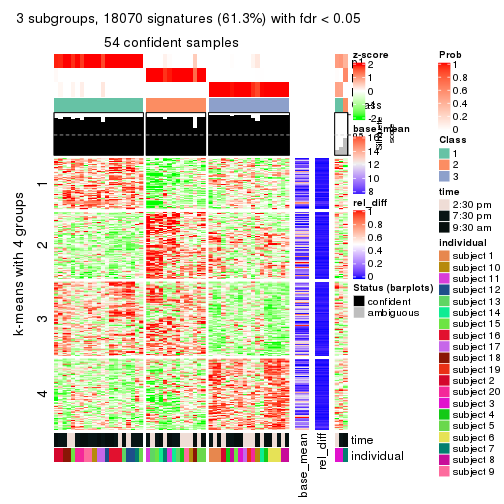 3 subgroups, 18070 signatures (61.3%) with fdr < 0.05
54 confident samples
k-means with 4 groups
1
2
3
4
p1
p3
Class
Silhouette
score
z-score
2
1
0
-1
-2
base_mean
16
14
12
10
8
rel_diff
1
0.8
0.6
0.4
0.2
0
Status (barplots)
confident
ambiguous
time
individual
base_mean
rel_diff
Prob
1
0.8
0.6
0.4
0.2
0
Class
1
2
3
time
2:30 pm
7:30 pm
9:30 am
individual
subject 1
subject 10
subject 11
subject 12
subject 13
subject 14
subject 15
subject 16
subject 17
subject 18
subject 19
subject 2
subject 20
subject 3
subject 4
subject 5
subject 6
subject 7
subject 8
subject 9